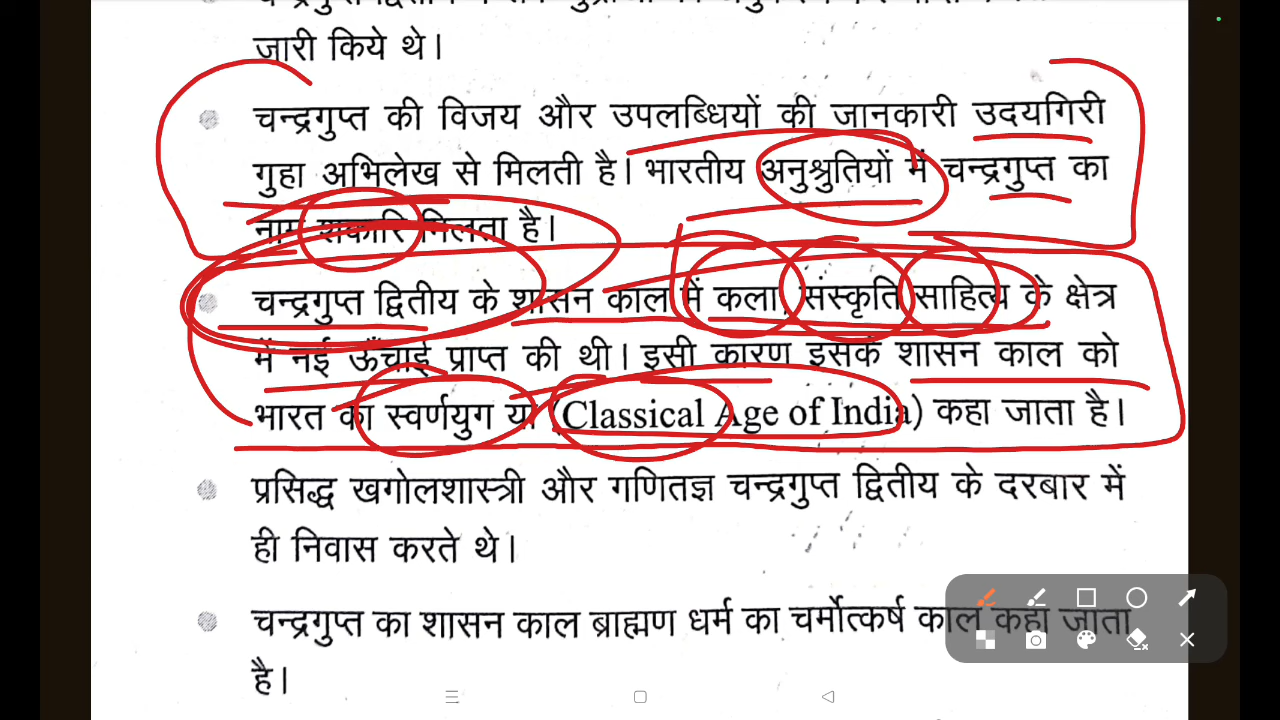 जारी किये थे।
चन्द्रगुप्त की विजय और उपलब्धियों की जानकारी उदयगिरी
गुहा अभिलेख से मिलती है। भारतीय अनुश्रुतियों में चन्द्रगुप्त का
नाम शकारि मिलता है।
चन्द्रगुप्त द्वितीय के शासन काल में कला, संस्कृति साहित्य के क्षेत्र
में नई ऊँचाई प्राप्त की थी। इसी कारण इसके शासन काल को
भारत का स्वर्णयुग या (Classical Age of India) कहा जाता है।
प्रसिद्ध खगोलशास्त्री और गणितज्ञ चन्द्रगुप्त द्वितीय के दरबार में
ही निवास करते थे।
चन्द्रगुप्त का शासन काल ब्राह्मण धर्म का चर्मोत्कर्ष काल कहा जाता
है।